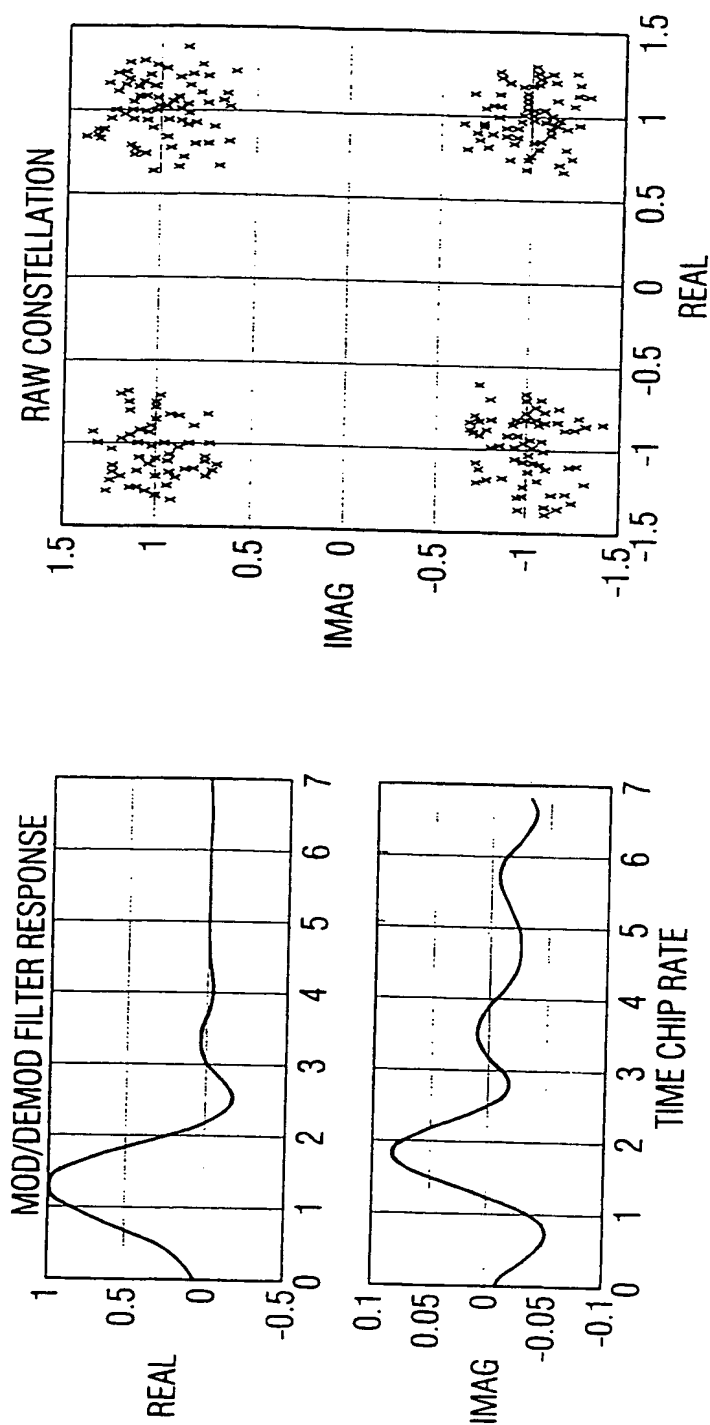 MOD/DEMOD FILTER RESPONSE
REAL
1
0.5
0
-0.5
0 1 2 3 4 5 6 7
IMAG
0.1
0.05
0
-0.05
-0.1
0 1 2 3 4 5 6 7
TIME CHIP RATE
RAW CONSTELLATION
IMAG
1.5
1
0.5
0
-0.5
-1
-1.5
-1.5 -1 -0.5 0 0.5 1 1.5
REAL